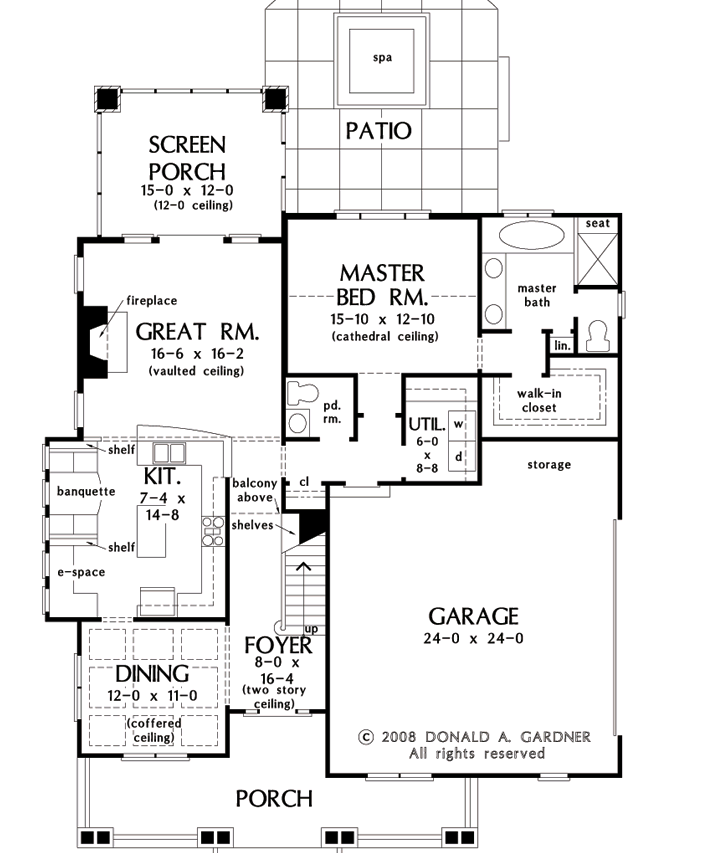 spa
PATIO
SCREEN
PORCH
15-0 x 12-0
(12-0 ceiling)
seat
MASTER
BED RM.
15-10 x 12-10
(cathedral ceiling)
master
bath
fireplace
GREAT RM.
16-6 x 16-2
(vaulted ceiling)
lin.
walk-in
closet
pd.
rm.
UTIL.
6-0
x
8-8
w
d
storage
shelf
KIT.
7-4 x
14-8
banquette
balcony
above
cl
shelves
shelf
e-space
up
FOYER
8-0 x
16-4
(two story
ceiling)
GARAGE
24-0 x 24-0
DINING
12-0 x 11-0
(coffered
ceiling)
© 2008 DONALD A. GARDNER
All rights reserved
PORCH